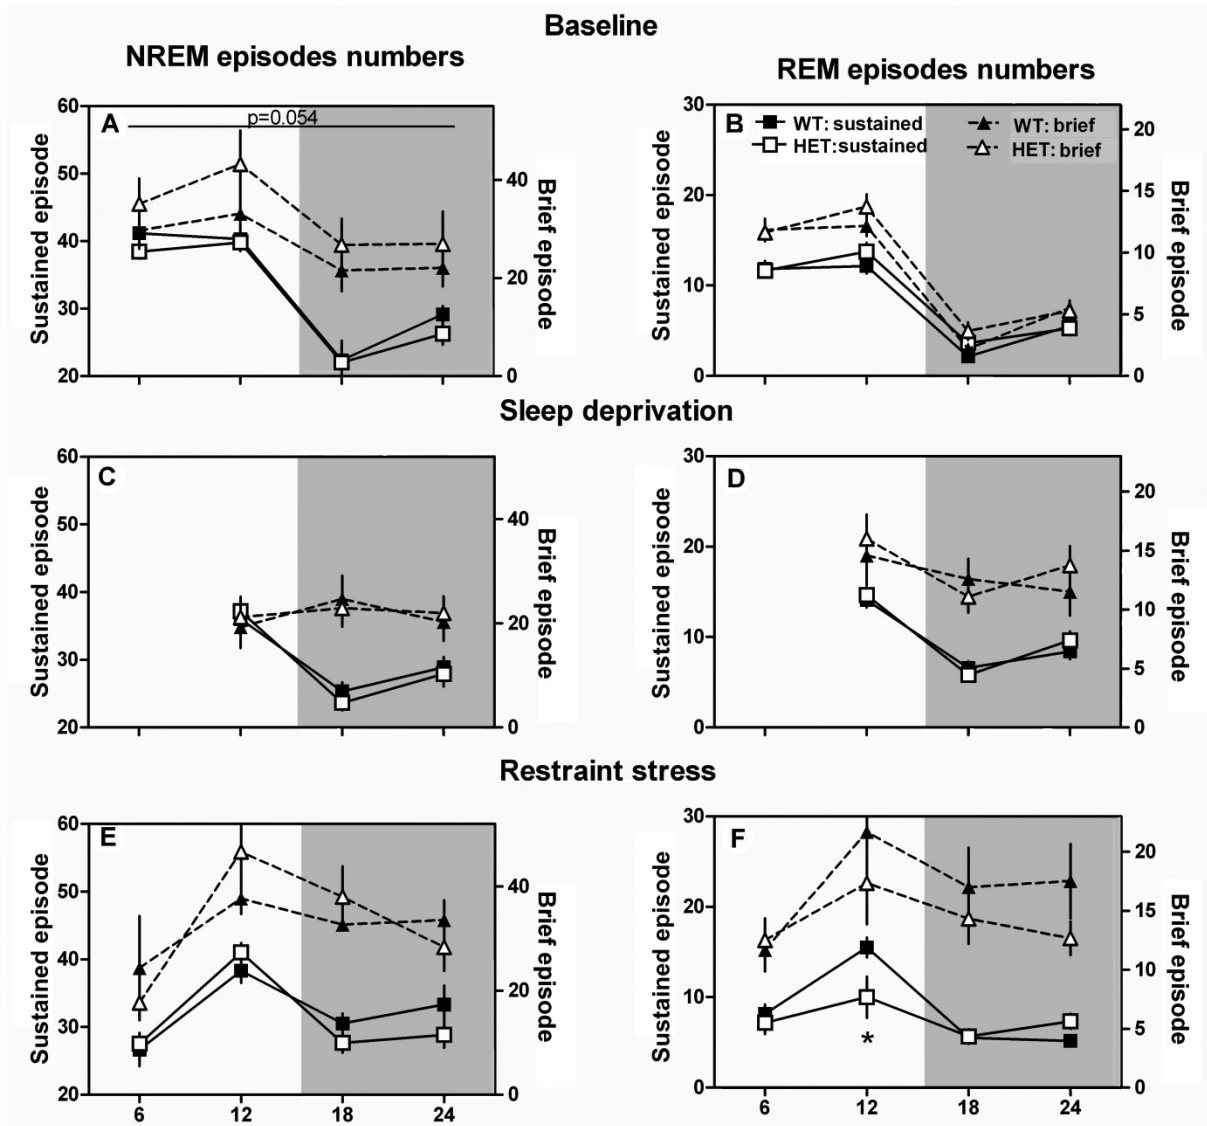 Baseline
NREM episodes numbers
REM episodes numbers
A
p=0.054
60
50
40
30
20
Sustained episode
40
20
0
Brief episode
B
WT: sustained
HET:sustained
WT: brief
HET: brief
30
20
10
0
Sustained episode
20
15
10
5
0
Brief episode
Sleep deprivation
C
60
50
40
30
20
Sustained episode
40
20
0
Brief episode
D
30
20
10
0
Sustained episode
20
15
10
5
0
Brief episode
Restraint stress
E
60
50
40
30
20
Sustained episode
40
20
0
Brief episode
6 12 18 24
F
30
20
10
0
Sustained episode
20
15
10
5
0
Brief episode
*
6 12 18 24